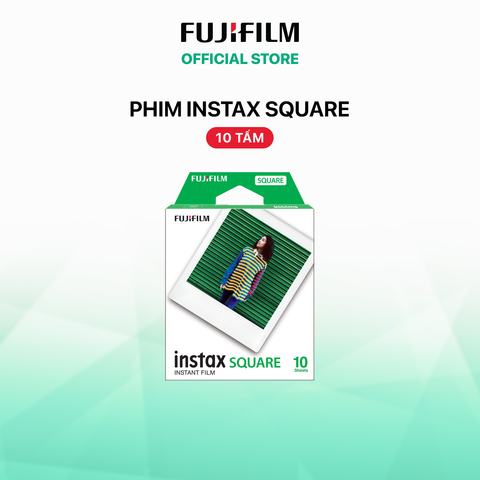 FUJIFILM
OFFICIAL STORE
PHIM INSTAX SQUARE
10 TẤM
FUJIFILM
SQUARE
FUJIFILM
instax SQUARE 10
INSTANT FILM Sheets